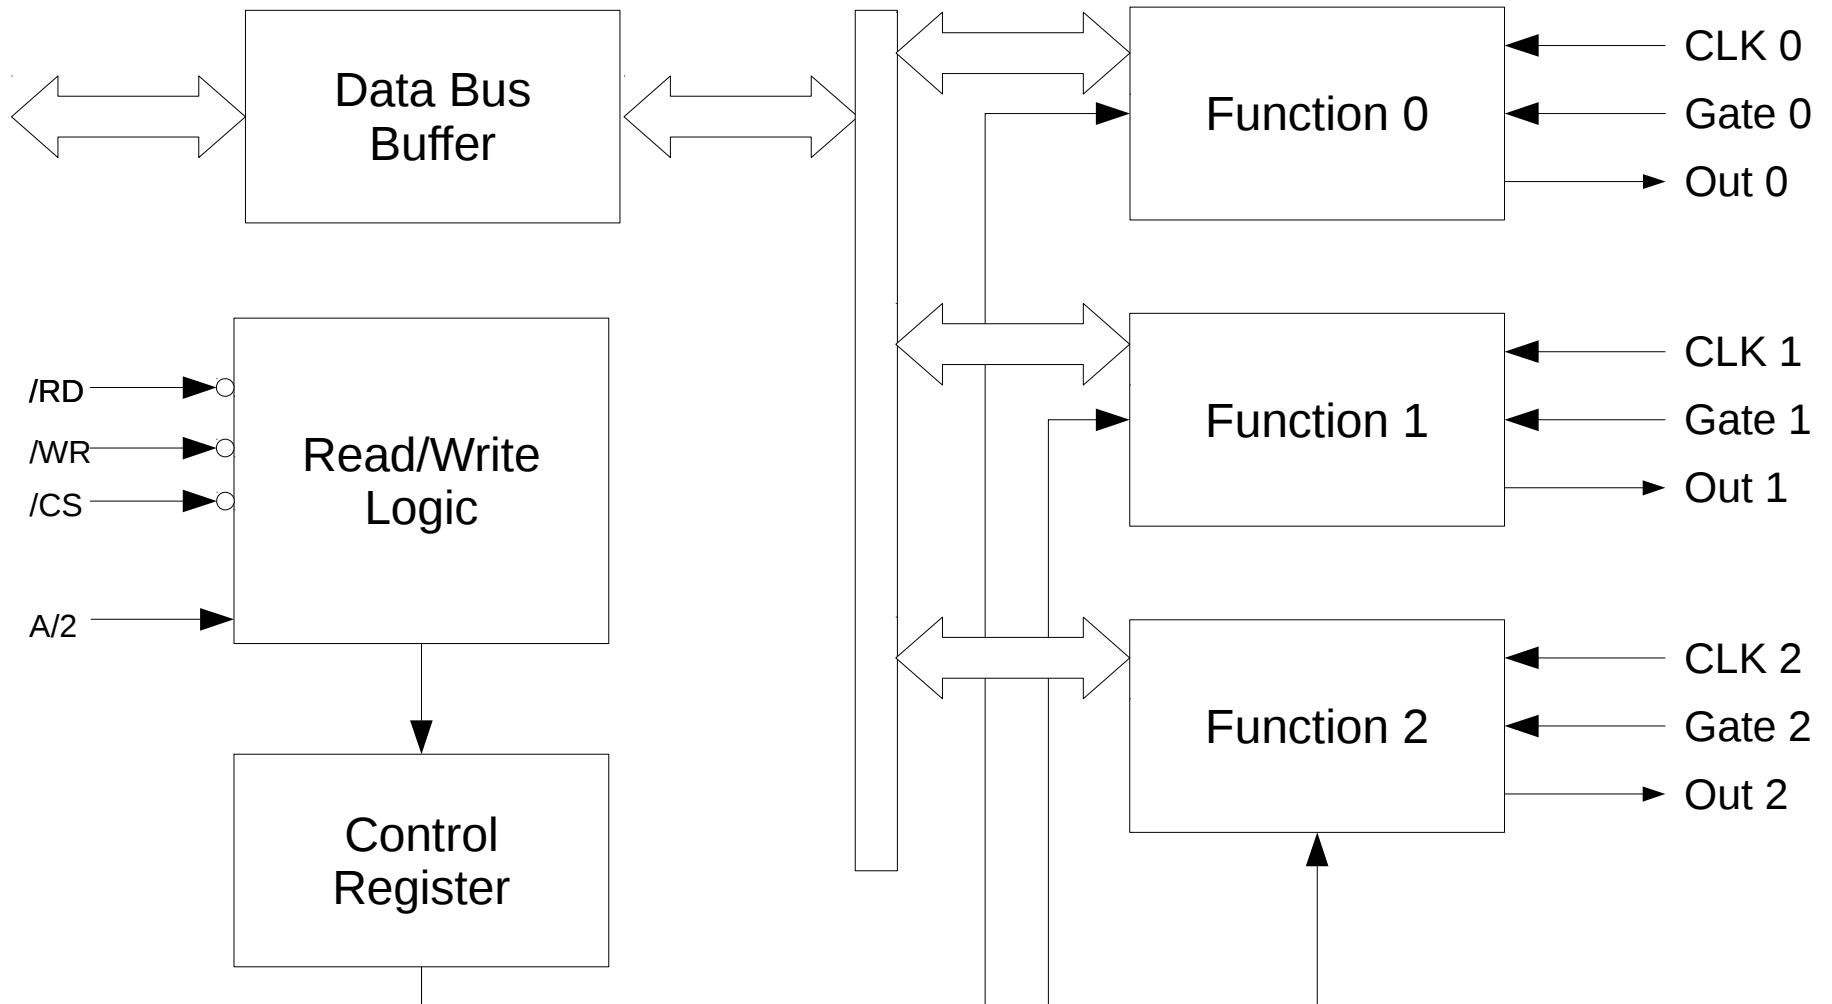 Data Bus
Buffer
Function 0
CLK 0
Gate 0
Out 0
/RD
/WR
/CS
A/2
Read/Write
Logic
Function 1
CLK 1
Gate 1
Out 1
Control
Register
Function 2
CLK 2
Gate 2
Out 2